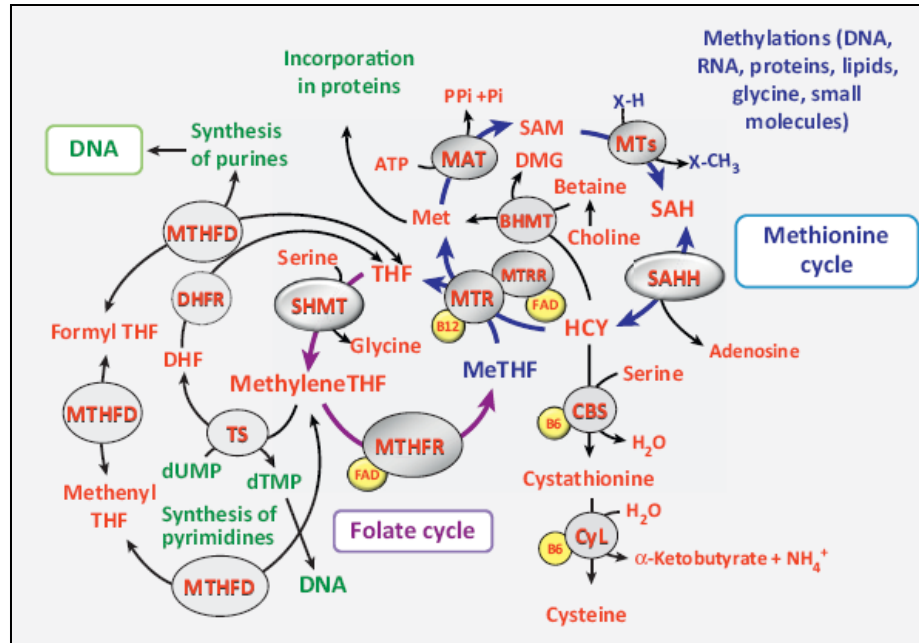 Incorporation
in proteins
Methylations (DNA,
RNA, proteins, lipids,
glycine, small
molecules)
PPi +Pi
SAM
X-H
MTs
X-CH₃
DNA
Synthesis
of purines
ATP
MAT
DMG
Betaine
SAH
MTHFD
Met
BHMT
Choline
Methionine
cycle
Serine
THF
MTR
MTRR
SAHH
DHFR
SHMT
B12
FAD
HCY
Formyl THF
Glycine
Adenosine
DHF
MethyleneTHF
MeTHF
Serine
MTHFD
TS
MTHFR
B6
CBS
H₂O
dUMP
dTMP
FAD
Cystathionine
Methenyl
THF
Synthesis of
pyrimidines
Folate cycle
H₂O
B6
CyL
α-Ketobutyrate + NH₄⁺
MTHFD
DNA
Cysteine